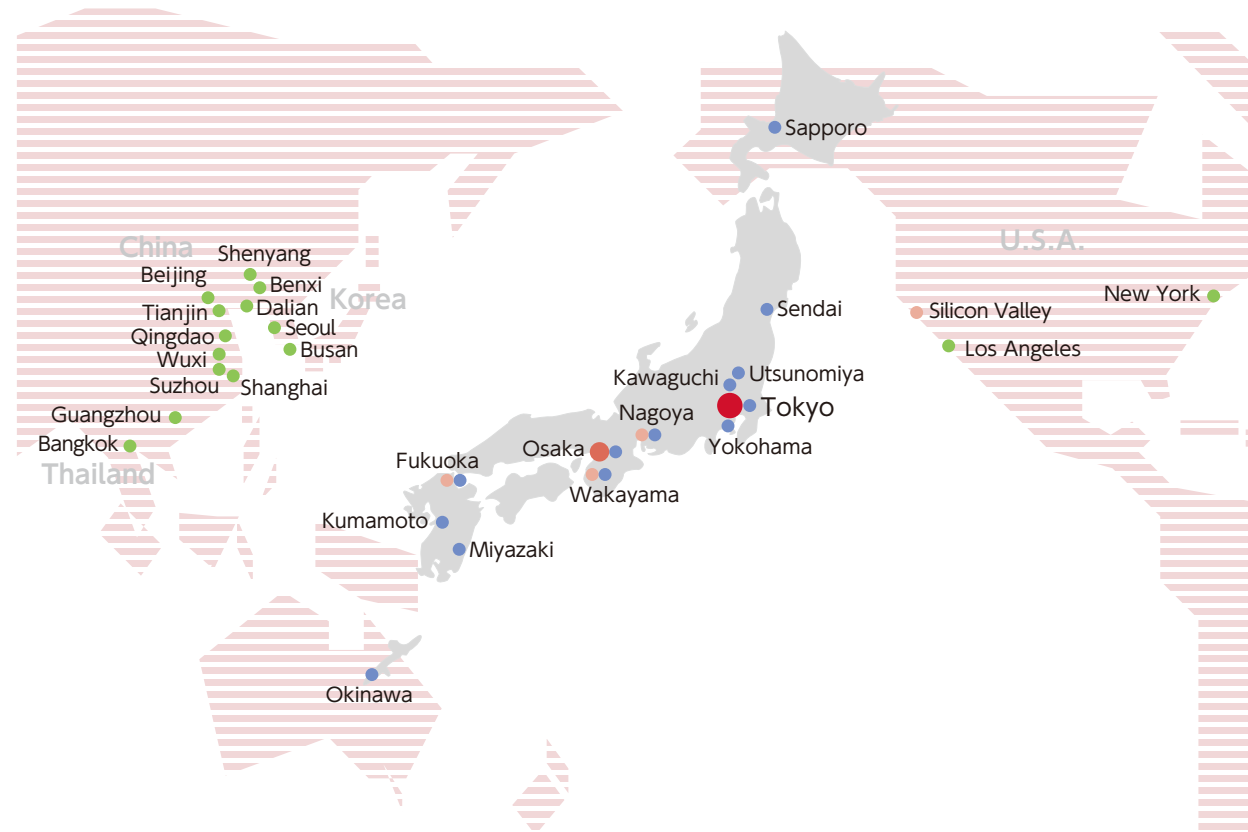 Sapporo
China
Shenyang
Beijing
Benxi
Korea
Tianjin
Dalian
Seoul
Qingdao
Busan
Wuxi
Suzhou
Shanghai
Guangzhou
Bangkok
Thailand
U.S.A.
New York
Silicon Valley
Los Angeles
Sendai
Kawaguchi
Utsunomiya
Nagoya
Tokyo
Osaka
Yokohama
Fukuoka
Wakayama
Kumamoto
Miyazaki
Okinawa